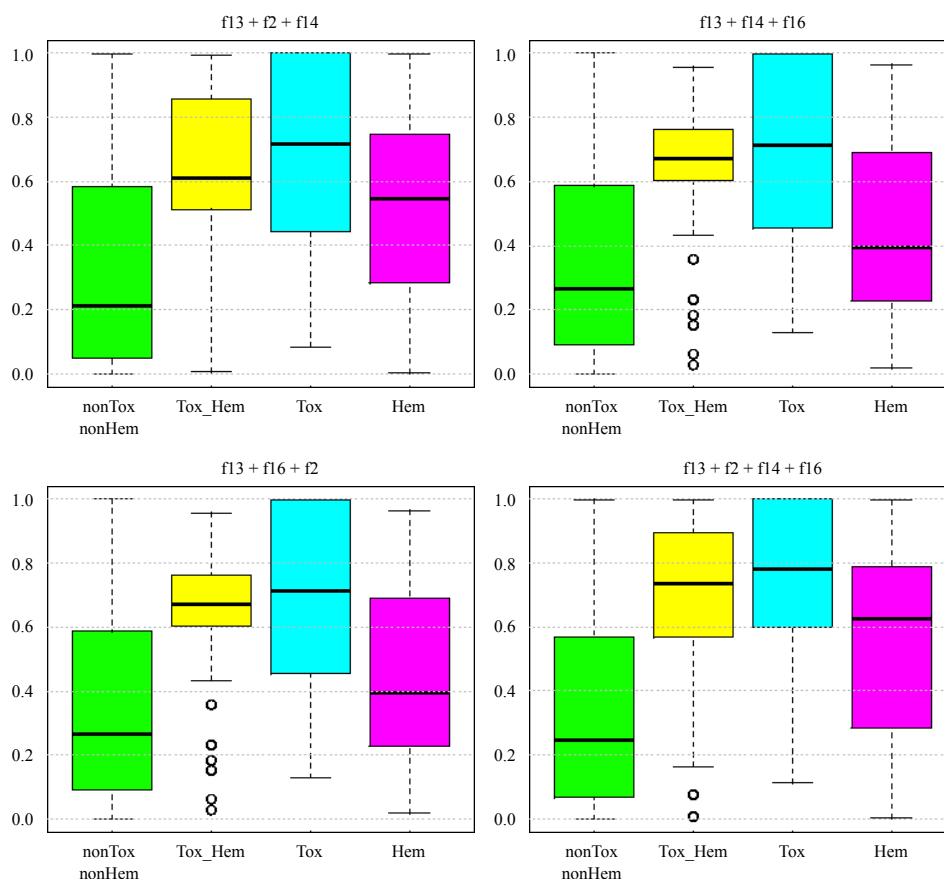 f13 + f2 + f14
1.0
0.8
0.6
0.4
0.2
0.0
nonTox
nonHem
Tox_Hem
Tox
Hem
f13 + f14 + f16
1.0
0.8
0.6
0.4
0.2
0.0
nonTox
nonHem
Tox_Hem
Tox
Hem
f13 + f16 + f2
1.0
0.8
0.6
0.4
0.2
0.0
nonTox
nonHem
Tox_Hem
Tox
Hem
f13 + f2 + f14 + f16
1.0
0.8
0.6
0.4
0.2
0.0
nonTox
nonHem
Tox_Hem
Tox
Hem